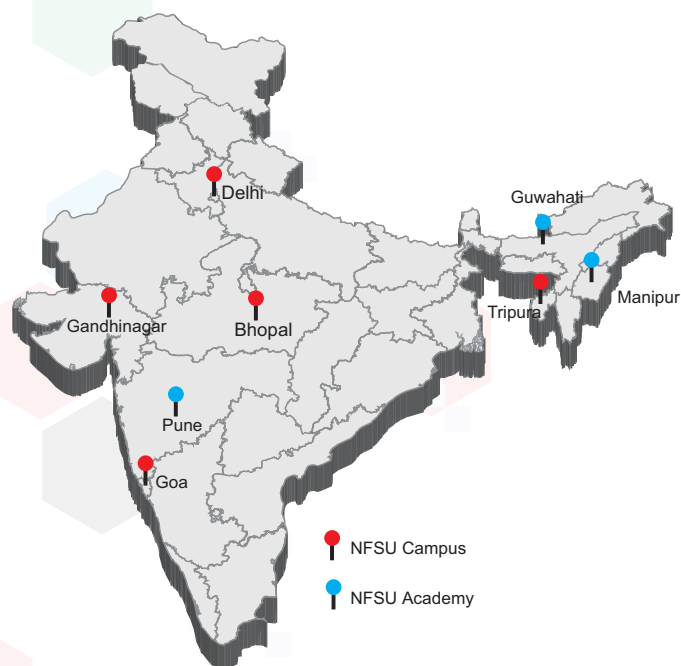 Delhi
Guwahati
Manipur
Tripura
Gandhinagar
Bhopal
Pune
Goa
NFSU Campus
NFSU Academy